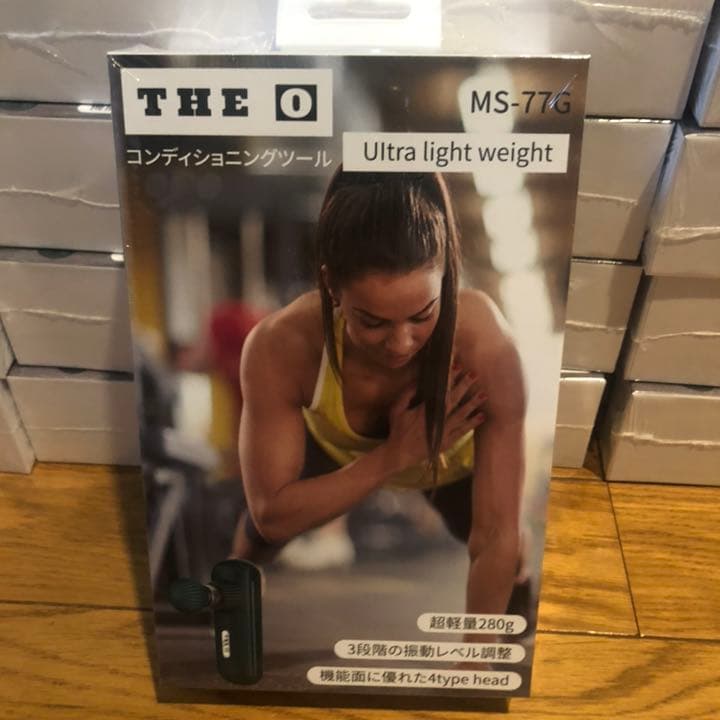 THE O
MS-77G
コンディショニングツール
Ultra light weight
超軽量280g
3段階の振動レベル調整
機能面に優れた4type head